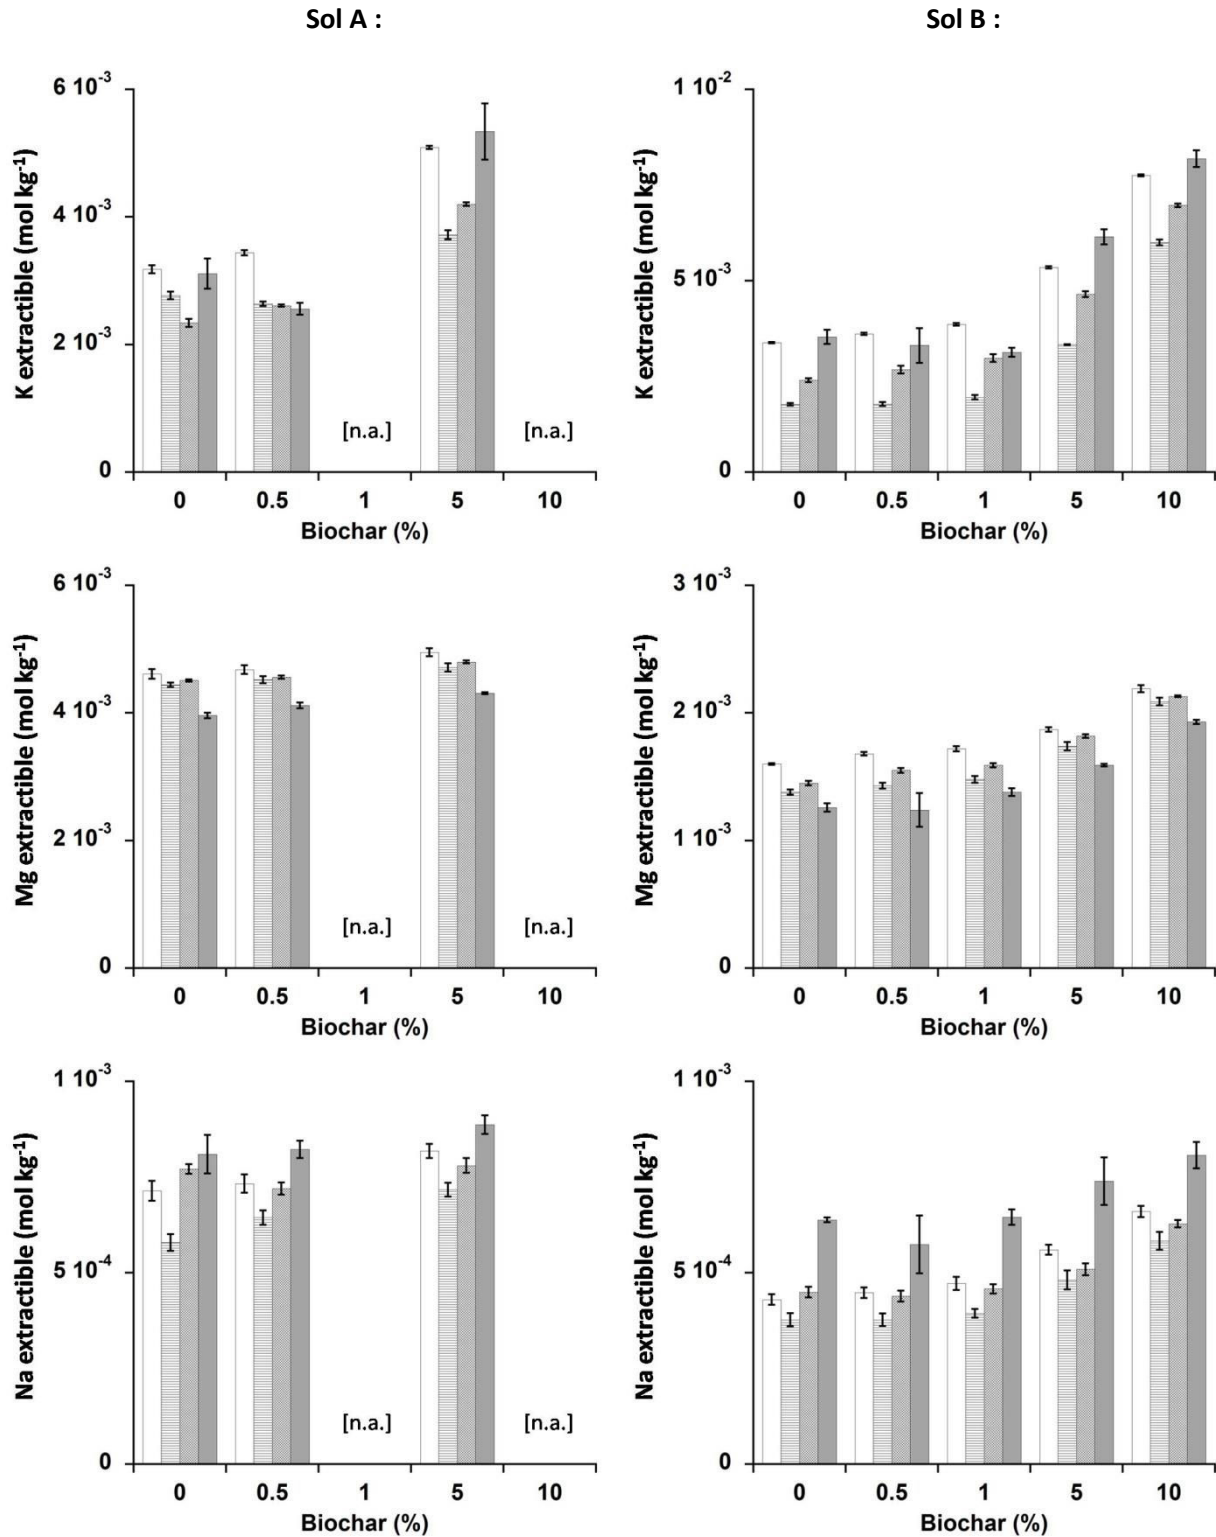 Sol A :
Sol B :
K extractible (mol kg⁻¹)
6 10⁻³
4 10⁻³
2 10⁻³
0
[n.a.]
[n.a.]
0 0.5 1 5 10
Biochar (%)
K extractible (mol kg⁻¹)
1 10⁻²
5 10⁻³
0
0 0.5 1 5 10
Biochar (%)
Mg extractible (mol kg⁻¹)
6 10⁻³
4 10⁻³
2 10⁻³
0
[n.a.]
[n.a.]
0 0.5 1 5 10
Biochar (%)
Mg extractible (mol kg⁻¹)
3 10⁻³
2 10⁻³
1 10⁻³
0
0 0.5 1 5 10
Biochar (%)
Na extractible (mol kg⁻¹)
1 10⁻³
5 10⁻⁴
0
[n.a.]
[n.a.]
0 0.5 1 5 10
Biochar (%)
Na extractible (mol kg⁻¹)
1 10⁻³
5 10⁻⁴
0
0 0.5 1 5 10
Biochar (%)